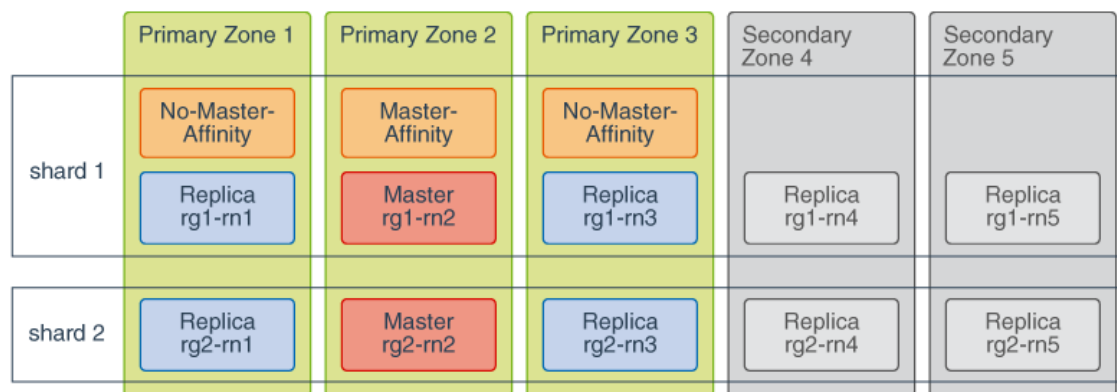 Primary Zone 1
Primary Zone 2
Primary Zone 3
Secondary
Zone 4
Secondary
Zone 5
shard 1
No-Master-
Affinity
Master-
Affinity
No-Master-
Affinity
Replica
rg1-rn1
Master
rg1-rn2
Replica
rg1-rn3
Replica
rg1-rn4
Replica
rg1-rn5
shard 2
Replica
rg2-rn1
Master
rg2-rn2
Replica
rg2-rn3
Replica
rg2-rn4
Replica
rg2-rn5